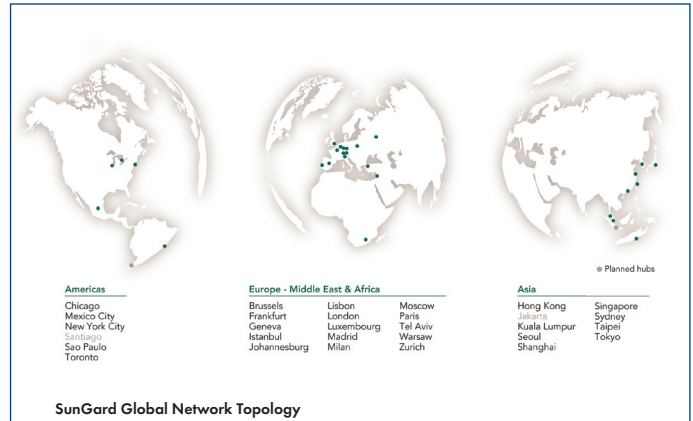 Planned hubs
Americas
Chicago
Mexico City
New York City
Santiago
Sao Paulo
Toronto
Europe - Middle East & Africa
Brussels
Frankfurt
Geneva
Istanbul
Johannesburg
Lisbon
London
Luxembourg
Madrid
Milan
Moscow
Paris
Tel Aviv
Warsaw
Zurich
Asia
Hong Kong
Jakarta
Kuala Lumpur
Seoul
Shanghai
Singapore
Sydney
Taipei
Tokyo
SunGard Global Network Topology